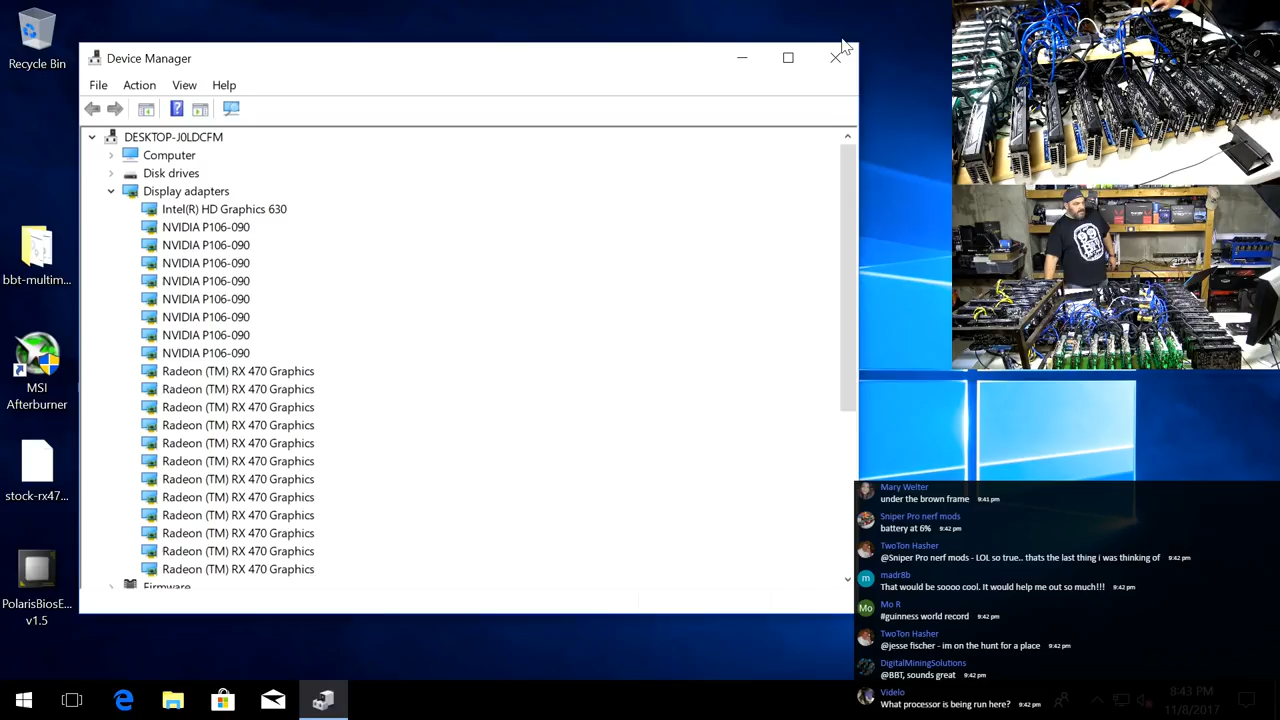 Recycle Bin
bbt-multim...
MSI
Afterburner
stock-rx47...
PolarisBiosE...
v1.5
Device Manager
File Action View Help
DESKTOP-J0LDCFM
Computer
Disk drives
Display adapters
Intel(R) HD Graphics 630
NVIDIA P106-090
NVIDIA P106-090
NVIDIA P106-090
NVIDIA P106-090
NVIDIA P106-090
NVIDIA P106-090
NVIDIA P106-090
NVIDIA P106-090
Radeon (TM) RX 470 Graphics
Radeon (TM) RX 470 Graphics
Radeon (TM) RX 470 Graphics
Radeon (TM) RX 470 Graphics
Radeon (TM) RX 470 Graphics
Radeon (TM) RX 470 Graphics
Radeon (TM) RX 470 Graphics
Radeon (TM) RX 470 Graphics
Radeon (TM) RX 470 Graphics
Radeon (TM) RX 470 Graphics
Radeon (TM) RX 470 Graphics
Radeon (TM) RX 470 Graphics
Firmware
Mary Welter
under the brown frame 9:41 pm
Sniper Pro nerf mods
battery at 6% 9:42 pm
TwoTon Hasher
@Sniper Pro nerf mods - LOL so true.. thats the last thing i was thinking of 9:42 pm
m
madr8b
That would be soooo cool. It would help me out so much!!! 9:42 pm
Mo
Mo R
#guinness world record 9:42 pm
TwoTon Hasher
@jesse fischer - im on the hunt for a place 9:42 pm
DigitalMiningSolutions
@BBT, sounds great 9:42 pm
Videlo
What processor is being run here? 9:42 pm
8:43 PM
11/8/2017